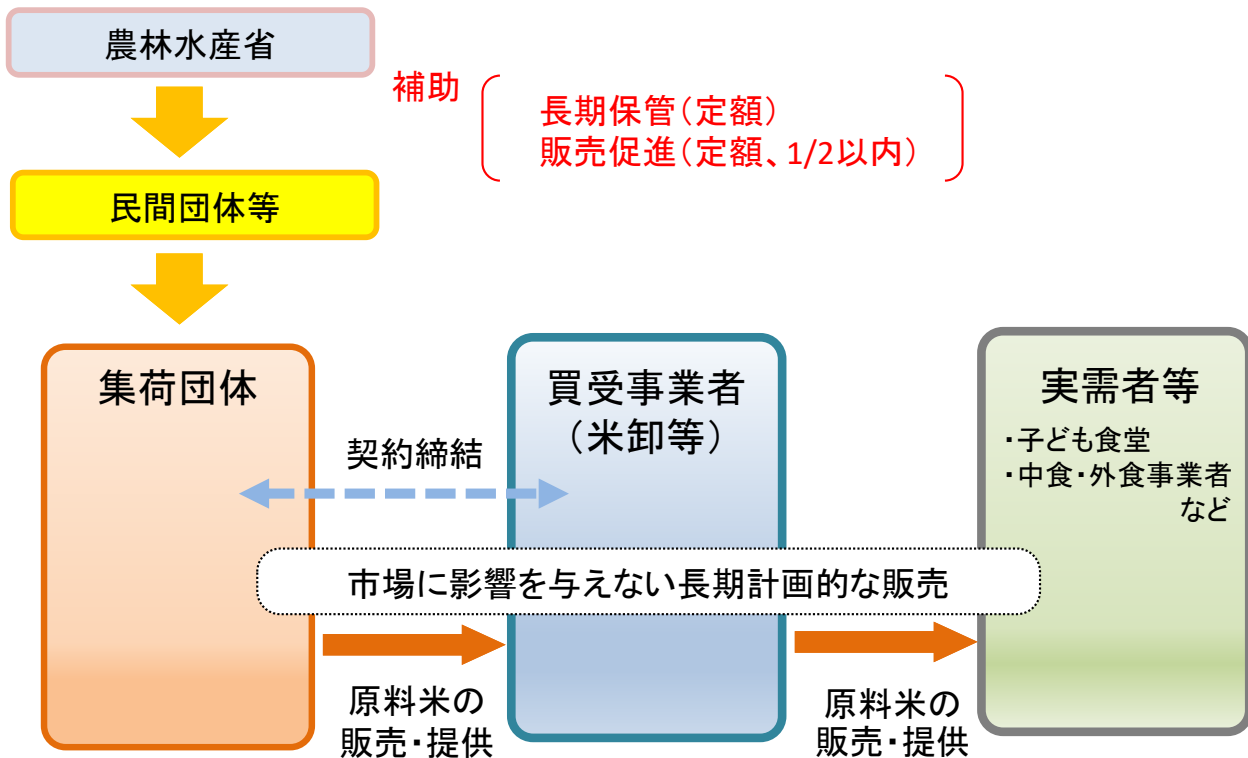 農林水産省
補助
長期保管（定額）
販売促進（定額、1/2以内）
民間団体等
集荷団体
買受事業者
（米卸等）
実需者等
・子ども食堂
・中食・外食事業者
など
契約締結
市場に影響を与えない長期計画的な販売
原料米の
販売・提供
原料米の
販売・提供